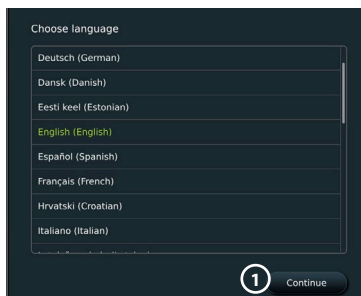 Choose language
Deutsch (German)
Dansk (Danish)
Eesti keel (Estonian)
English (English)
Español (Spanish)
Français (French)
Hrvatski (Croatian)
Italiano (Italian)
1 Continue